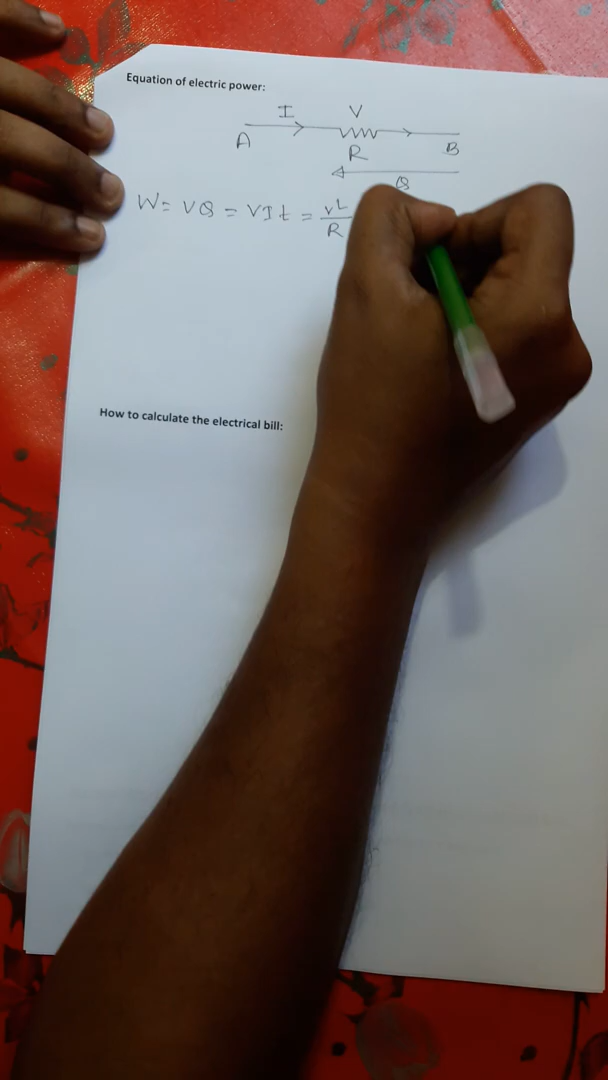 Equation of electric power:
I V
A R B
Q
W = VQ = VIt = V²/R
How to calculate the electrical bill: